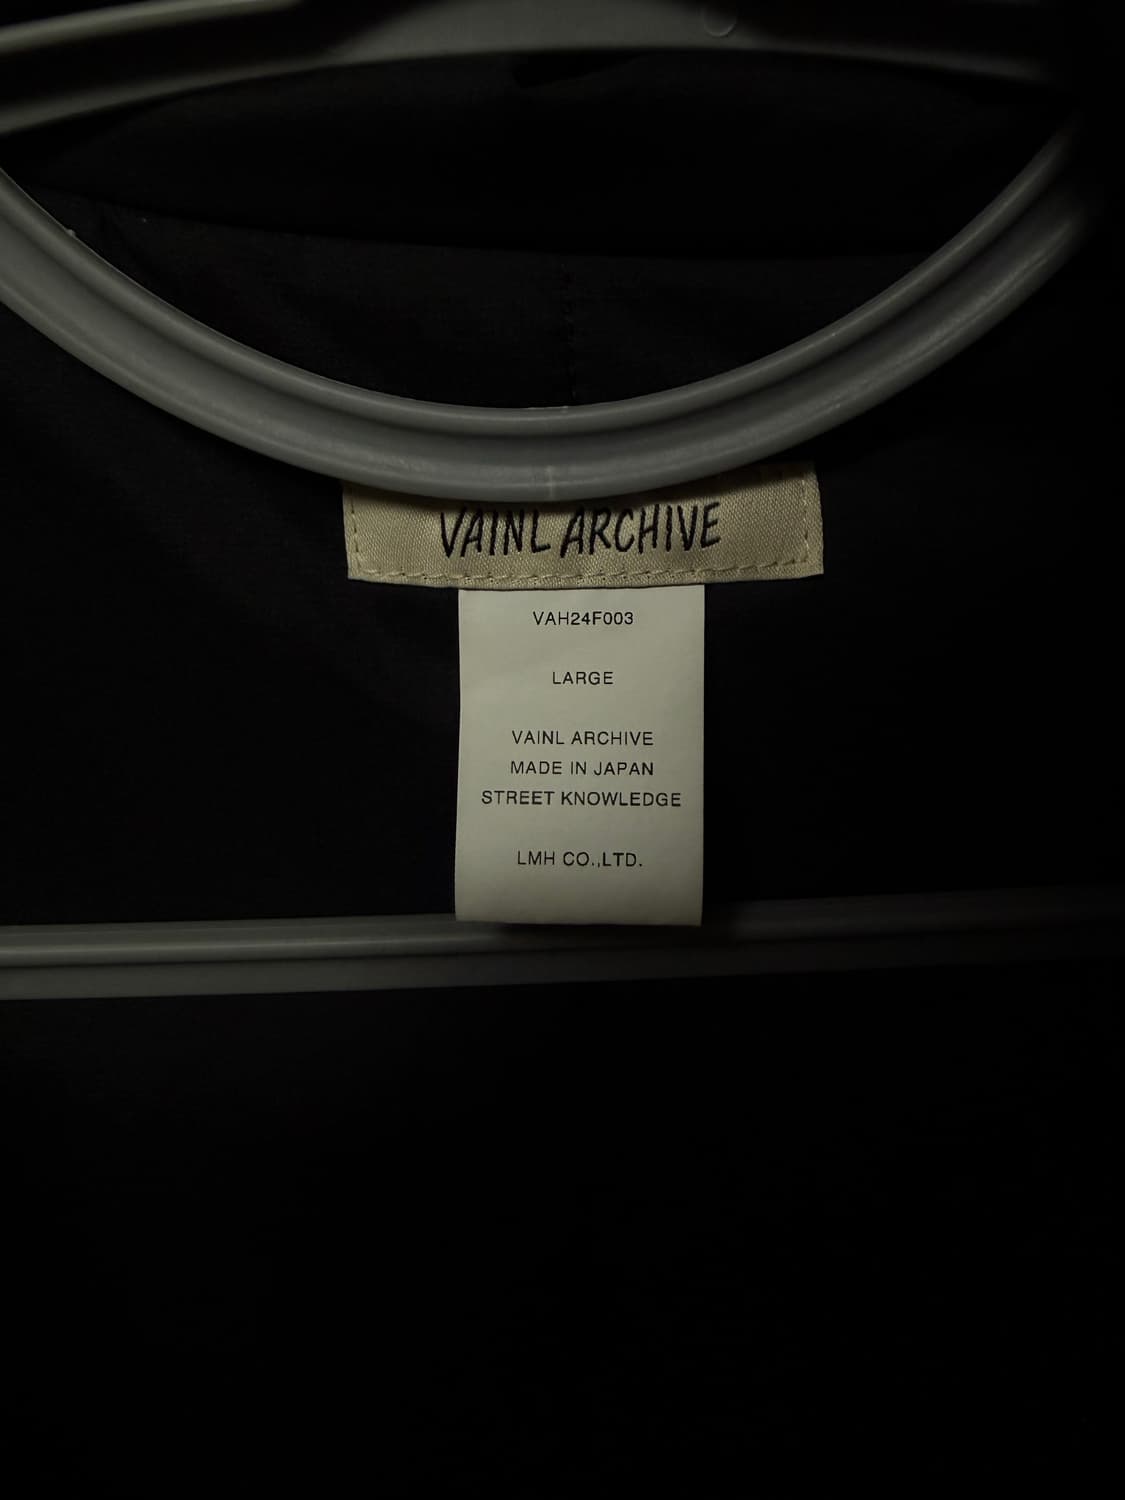 VAINL ARCHIVE
VAH24F003
LARGE
VAINL ARCHIVE
MADE IN JAPAN
STREET KNOWLEDGE
LMH CO.,LTD.